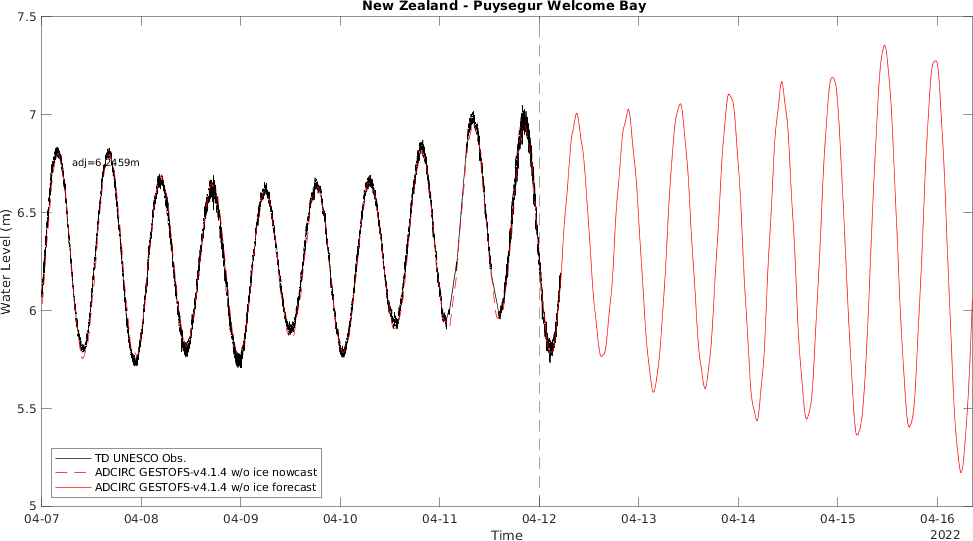 New Zealand - Puysegur Welcome Bay
7.5
7
6.5
6
5.5
5
Water Level (m)
adj=6.2459m
TD UNESCO Obs.
ADCIRC GESTOFS-v4.1.4 w/o ice nowcast
ADCIRC GESTOFS-v4.1.4 w/o ice forecast
04-07 04-08 04-09 04-10 04-11 04-12 04-13 04-14 04-15 04-16
Time
2022